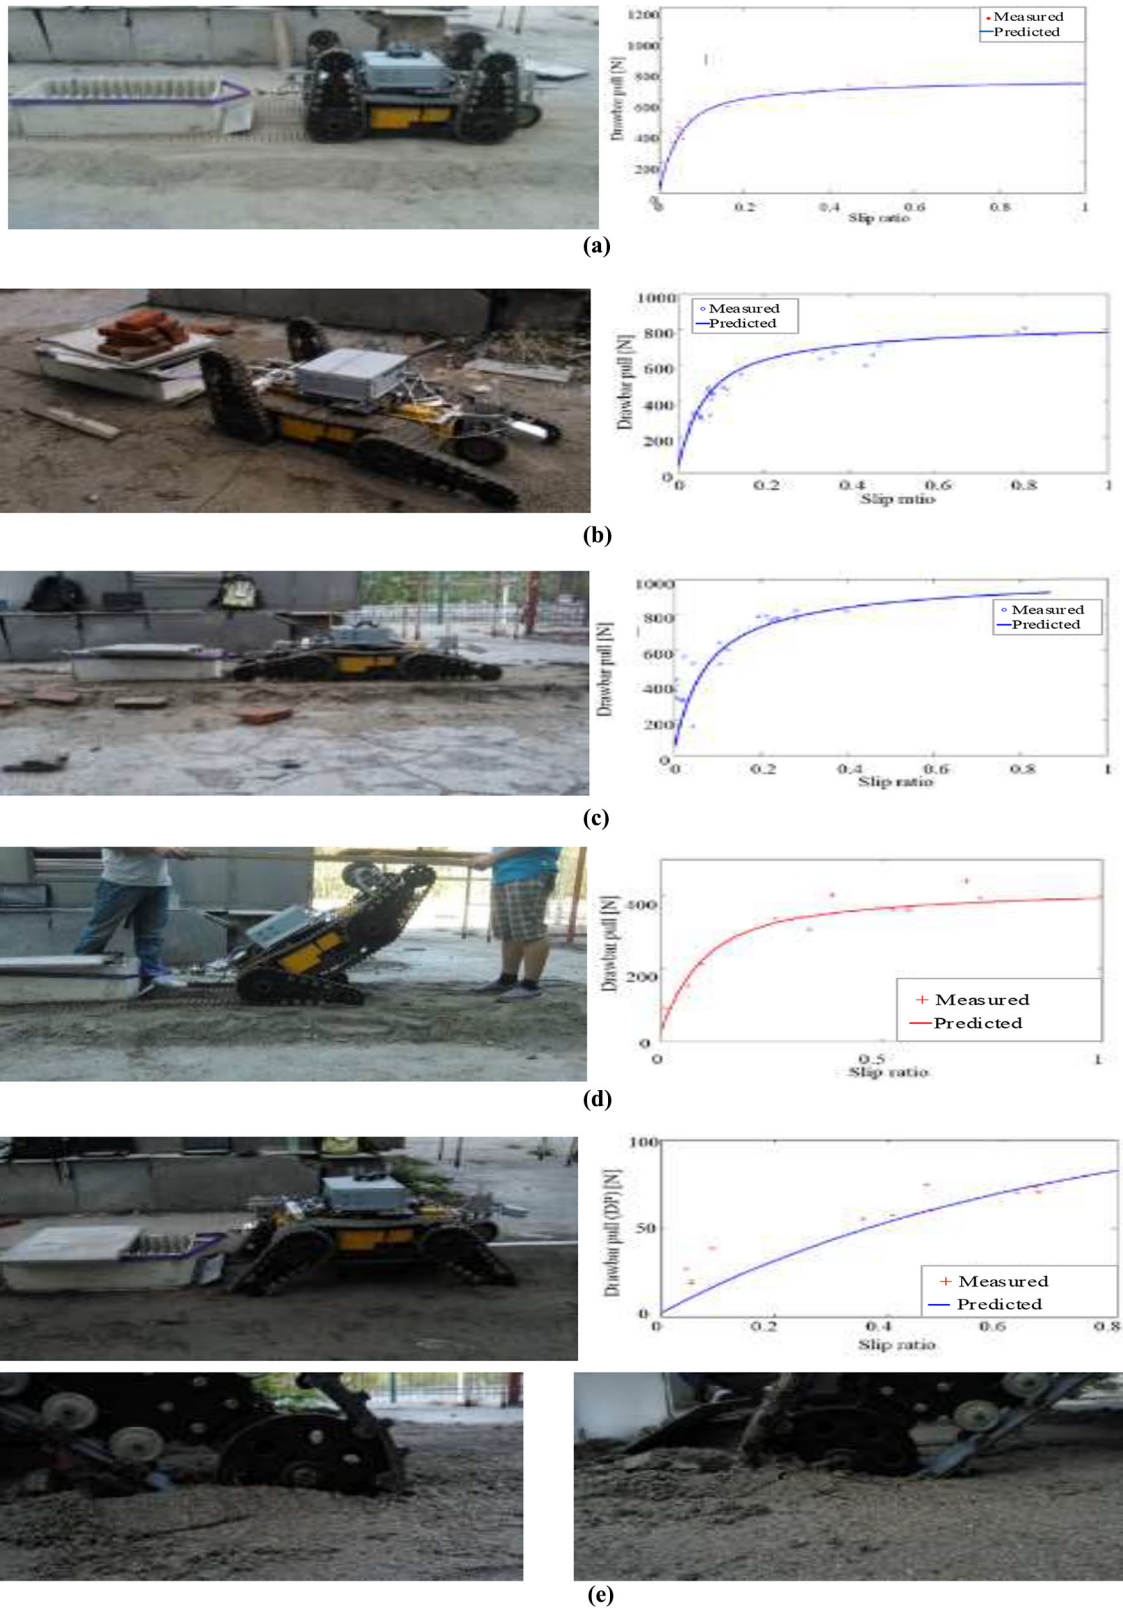 1200
1000
800
600
400
200
0
Drawbar pull [N]
Measured
Predicted
0 0.2 0.4 0.6 0.8 1
Slip ratio
(a)
1000
800
600
400
200
0
Drawbar pull [N]
Measured
Predicted
0 0.2 0.4 0.6 0.8 1
Slip ratio
(b)
1000
800
600
400
200
0
Drawbar pull [N]
Measured
Predicted
0 0.2 0.4 0.6 0.8 1
Slip ratio
(c)
400
200
0
Drawbar pull [N]
Measured
Predicted
0 0.5 1
Slip ratio
(d)
100
50
0
Drawbar pull (DP) [N]
Measured
Predicted
0 0.2 0.4 0.6 0.8
Slip ratio
(e)